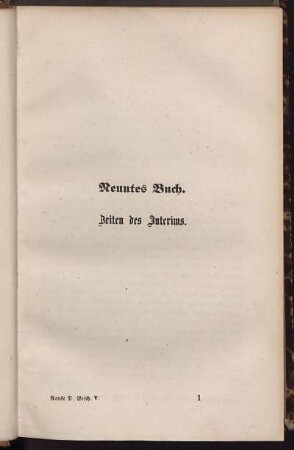 Neuntes Buch.
Zeiten des Interims.
Ranke D. Gesch. V. 1